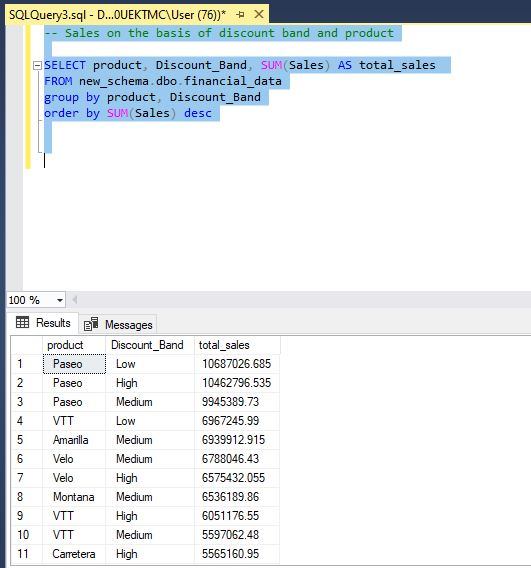 SQLQuery3.sql - D...0UEKTMC\User (76))*
-- Sales on the basis of discount band and product
SELECT product, Discount_Band, SUM(Sales) AS total_sales
FROM new_schema.dbo.financial_data
group by product, Discount_Band
order by SUM(Sales) desc
100 %
Results Messages
product Discount_Band total_sales
1 Paseo Low 10687026.685
2 Paseo High 10462796.535
3 Paseo Medium 9945389.73
4 VTT Low 6967245.99
5 Amarilla Medium 6939912.915
6 Velo Medium 6788046.43
7 Velo High 6575432.055
8 Montana Medium 6536189.86
9 VTT High 6051176.55
10 VTT Medium 5597062.48
11 Carretera High 5565160.95